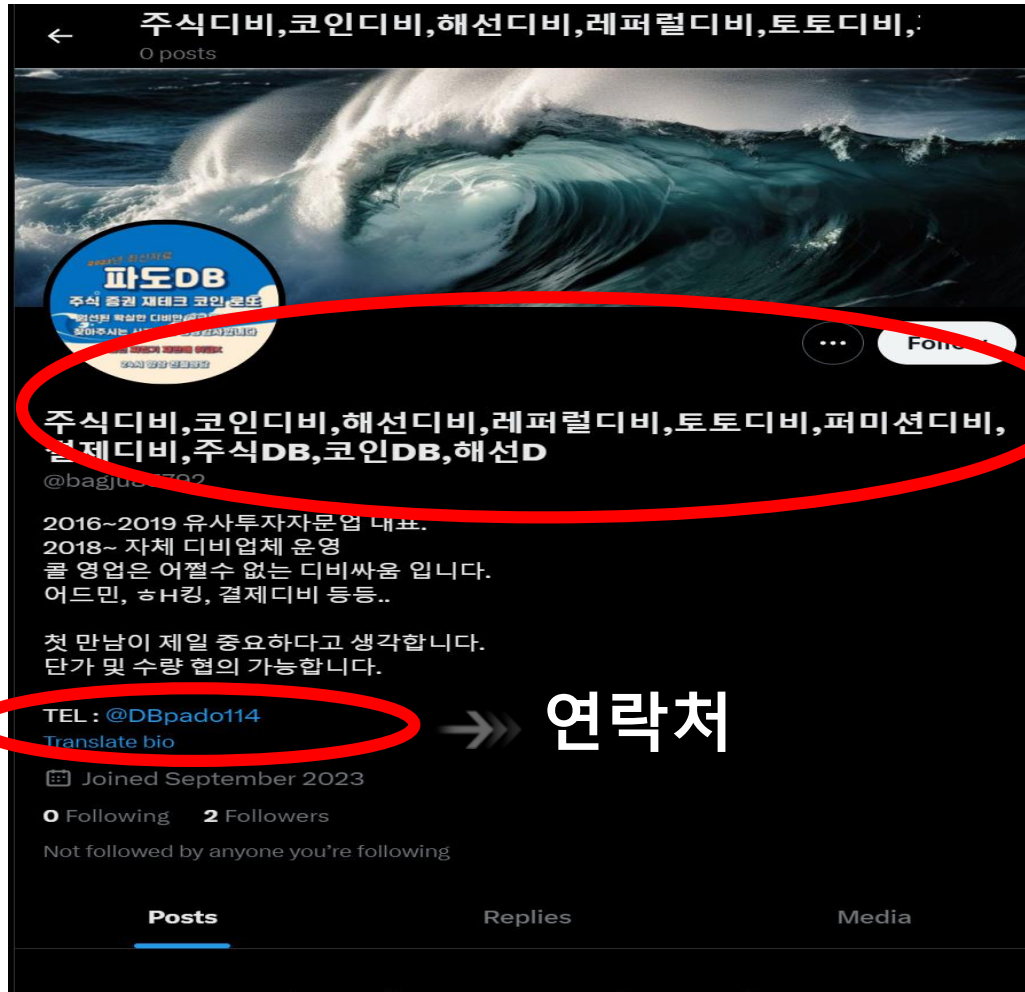 주식디비,코인디비,해선디비,레퍼럴디비,토토디비,
0 posts
파도DB
주식 증권 재테크 코인 로또
Follow
주식디비,코인디비,해선디비,레퍼럴디비,토토디비,퍼미션디비,
결제디비,주식DB,코인DB,해선D
2016~2019 유사투자자문업 대표.
2018~ 자체 디비업체 운영
콜 영업은 어쩔수 없는 디비싸움 입니다.
어드민, ㅎH킹, 결제디비 등등..
첫 만남이 제일 중요하다고 생각합니다.
단가 및 수량 협의 가능합니다.
TEL : @DBpado114
연락처
Translate bio
Joined September 2023
0 Following 2 Followers
Not followed by anyone you’re following
Posts Replies Media